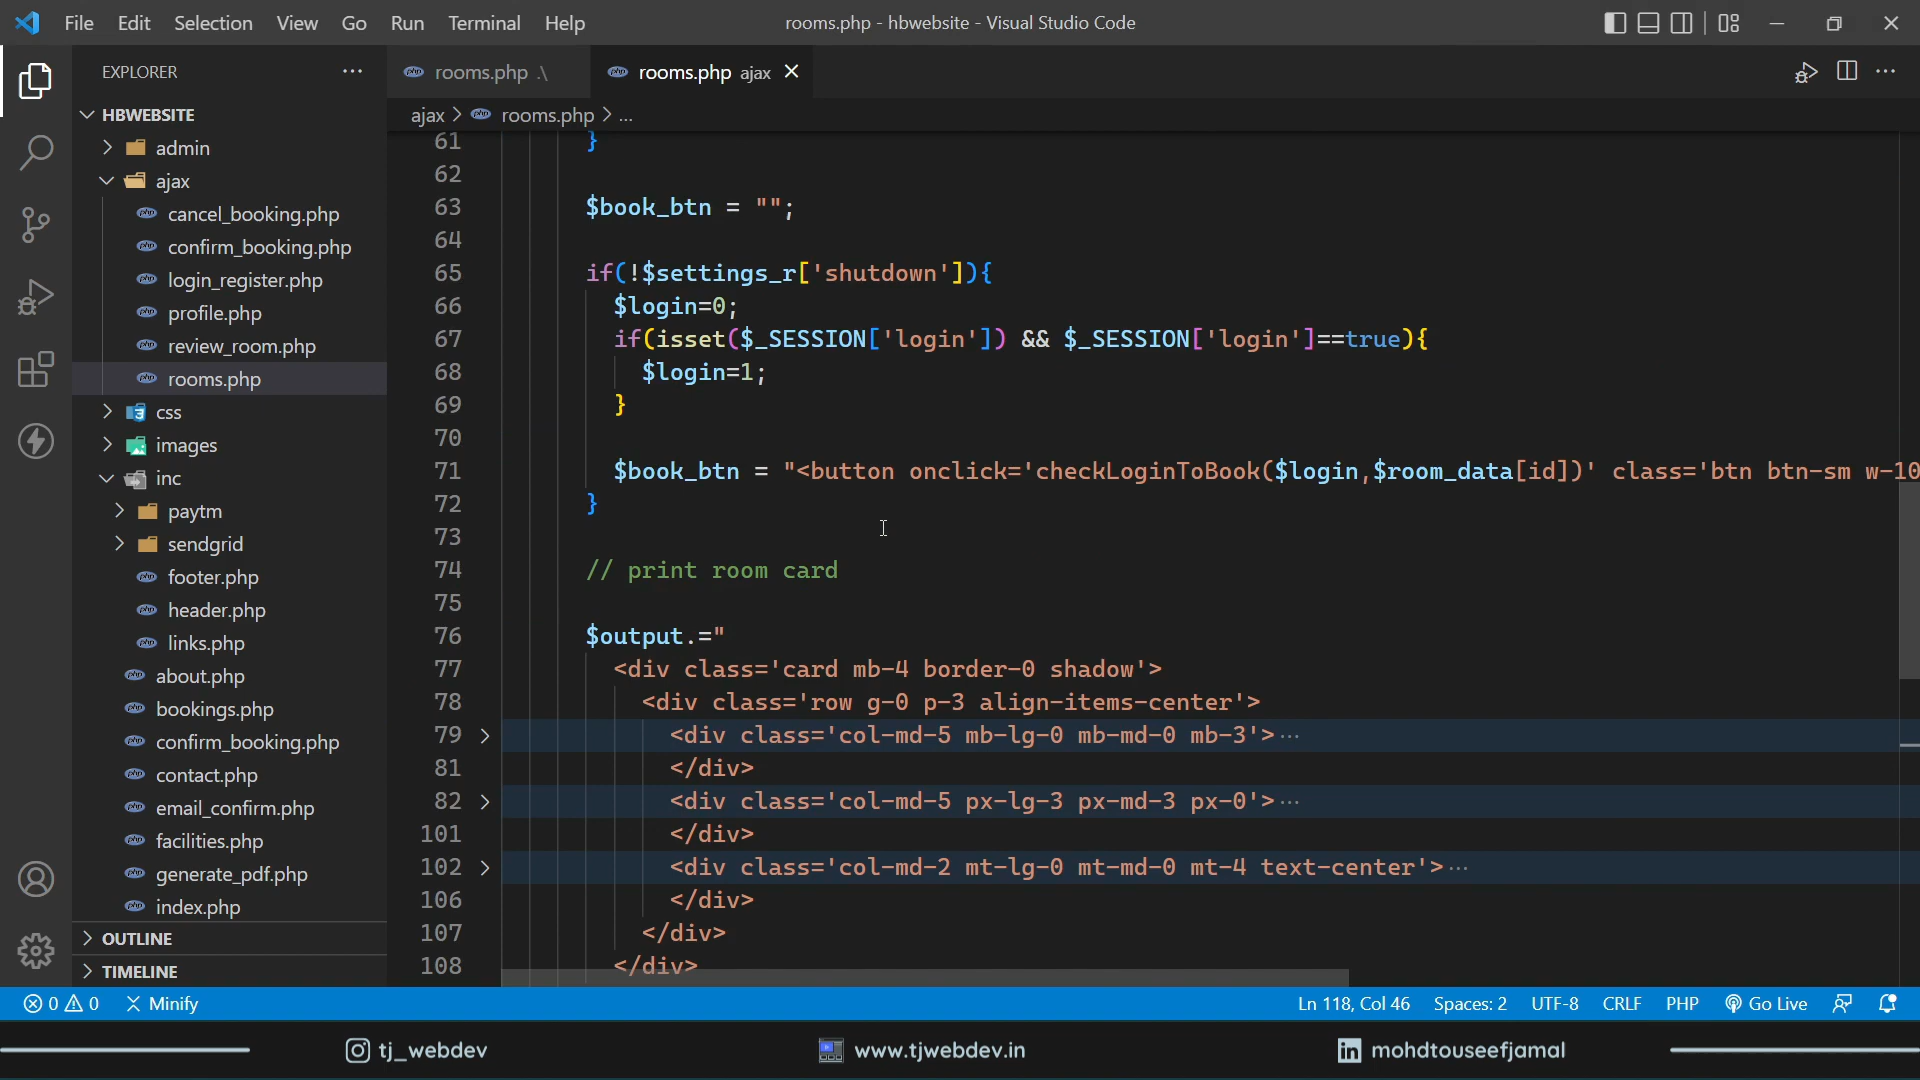 File Edit Selection View Go Run Terminal Help
rooms.php - hbwebsite - Visual Studio Code
EXPLORER
HBWEBSITE
admin
ajax
cancel_booking.php
confirm_booking.php
login_register.php
profile.php
review_room.php
rooms.php
css
images
inc
paytm
sendgrid
footer.php
header.php
links.php
about.php
bookings.php
confirm_booking.php
contact.php
email_confirm.php
facilities.php
generate_pdf.php
index.php
OUTLINE
TIMELINE
rooms.php .\
rooms.php ajax
ajax > rooms.php > ...
61 }
62
63 $book_btn = "";
64
65 if(!$settings_r['shutdown']){
66 $login=0;
67 if(isset($_SESSION['login']) && $_SESSION['login']==true){
68 $login=1;
69 }
70
71 $book_btn = "<button onclick='checkLoginToBook($login,$room_data[id])' class='btn btn-sm w-10
72 }
73
74 // print room card
75
76 $output.="
77 <div class='card mb-4 border-0 shadow'>
78 <div class='row g-0 p-3 align-items-center'>
79 <div class='col-md-5 mb-lg-0 mb-md-0 mb-3'>...
81 </div>
82 <div class='col-md-5 px-lg-3 px-md-3 px-0'>...
101 </div>
102 <div class='col-md-2 mt-lg-0 mt-md-0 mt-4 text-center'>...
106 </div>
107 </div>
108 </div>
0 0 Minify
Ln 118, Col 46 Spaces: 2 UTF-8 CRLF PHP Go Live
tj_webdev
www.tjwebdev.in
mohdtouseefjamal